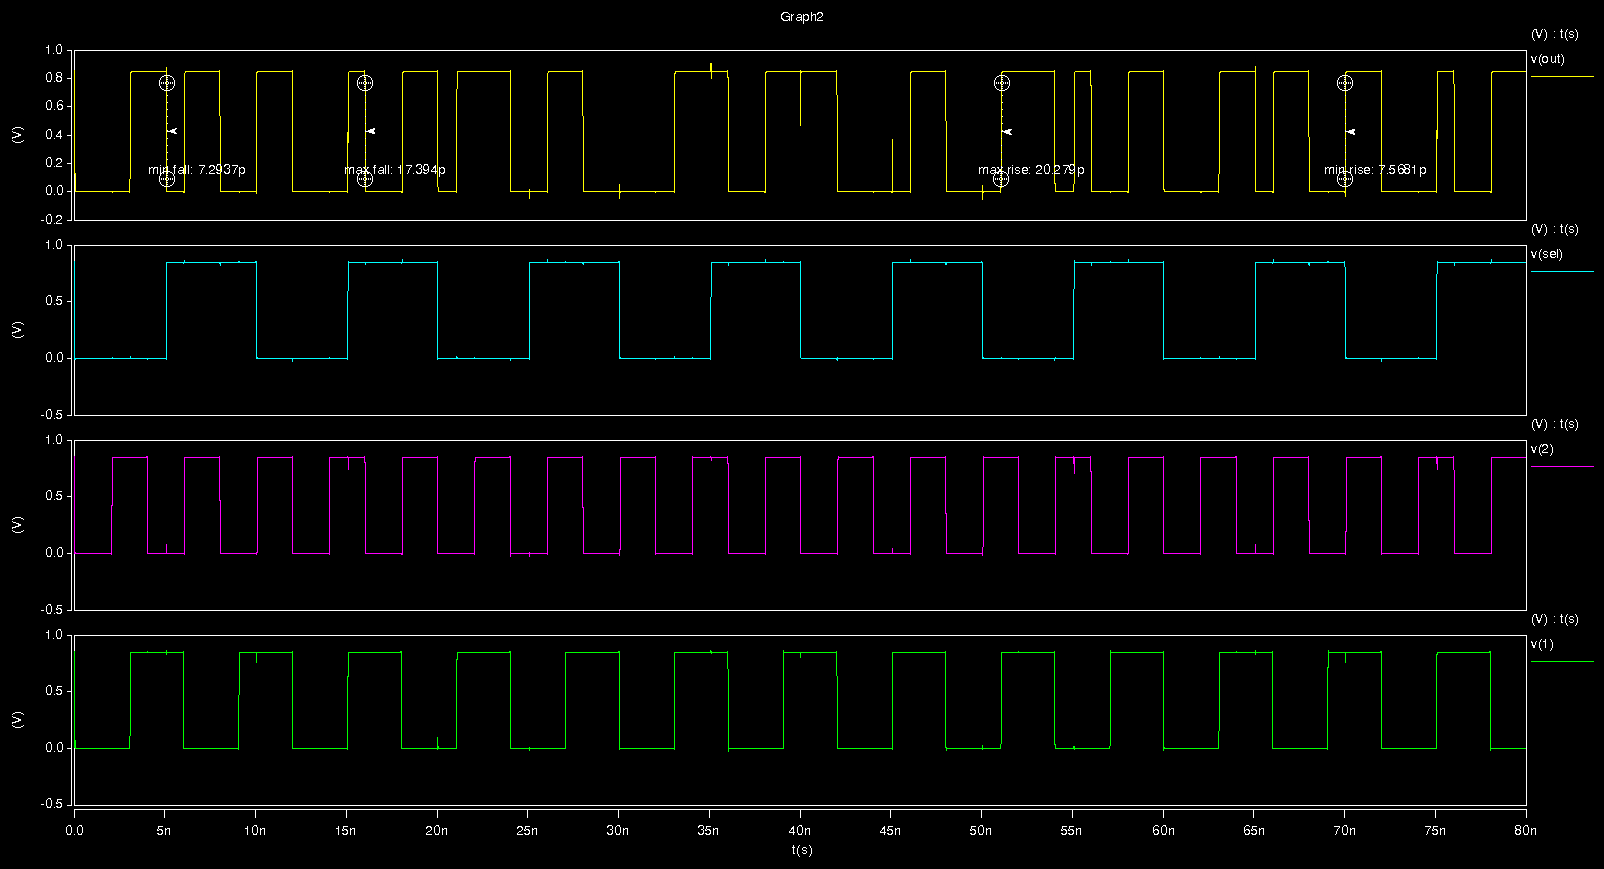 Graph2
(V) : t(s)
v(out)
1.0
0.8
0.6
0.4
0.2
0.0
-0.2
(V)
min fall: 7.2937p
max fall: 17.394p
max rise: 20.279p
min rise: 7.5681p
(V) : t(s)
v(sel)
1.0
0.5
0.0
-0.5
(V)
(V) : t(s)
v(2)
1.0
0.5
0.0
-0.5
(V)
(V) : t(s)
v(1)
1.0
0.5
0.0
-0.5
(V)
0.0 5n 10n 15n 20n 25n 30n 35n 40n 45n 50n 55n 60n 65n 70n 75n 80n
t(s)